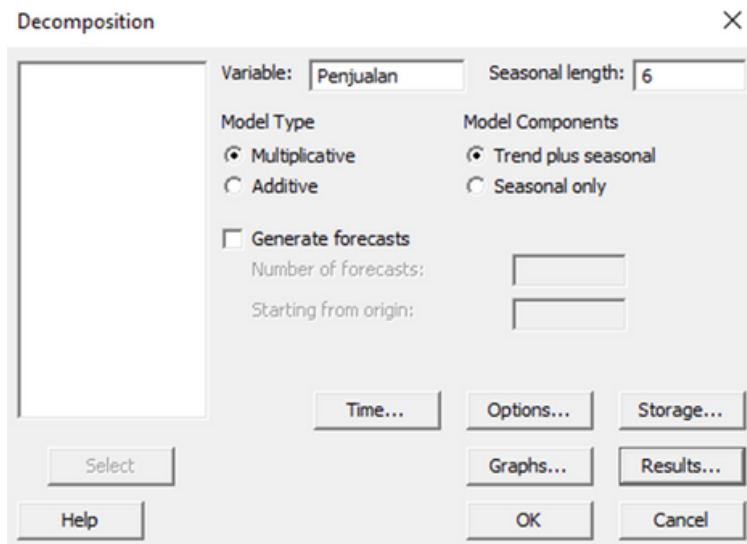 Decomposition
Variable: Penjualan Seasonal length: 6
Model Type Model Components
Multiplicative Trend plus seasonal
Additive Seasonal only
Generate forecasts
Number of forecasts:
Starting from origin:
Time... Options... Storage...
Select Graphs... Results...
Help OK Cancel